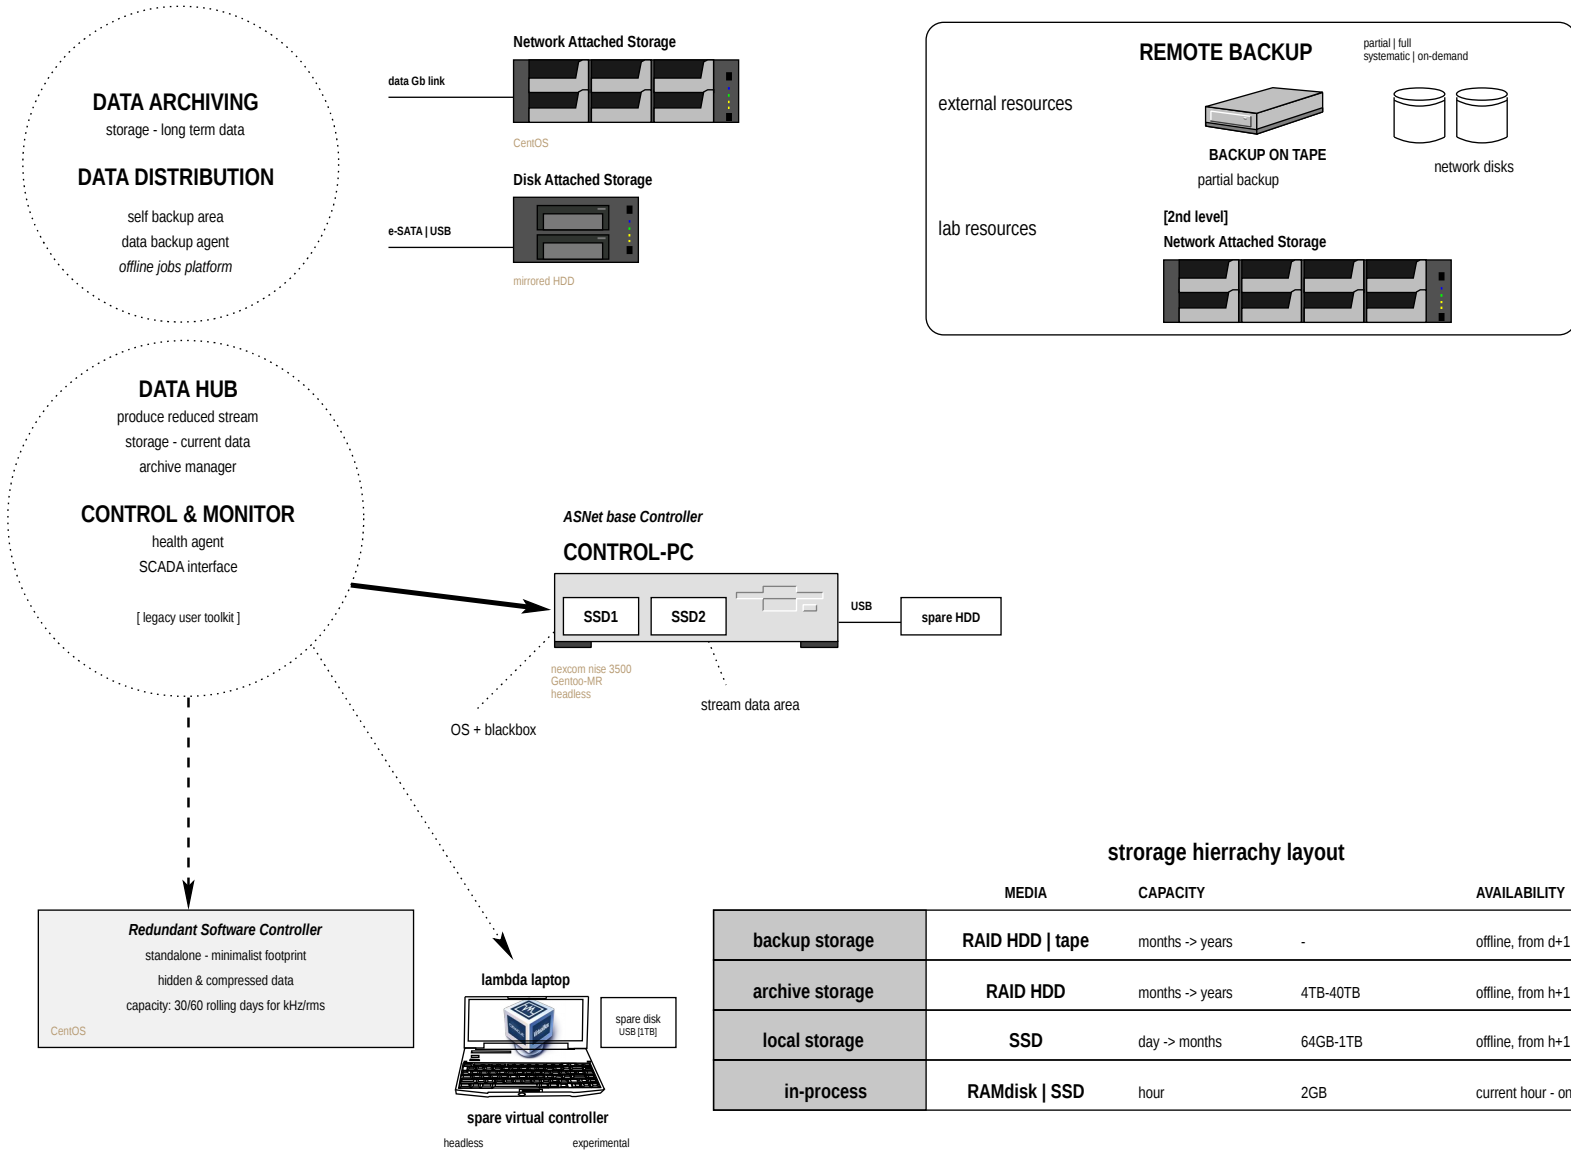 DATA ARCHIVING
storage - long term data
DATA DISTRIBUTION
self backup area
data backup agent
offline jobs platform
Network Attached Storage
data Gb link
CentOS
Disk Attached Storage
e-SATA | USB
mirrored HDD
REMOTE BACKUP
partial | full
systematic | on-demand
external resources
BACKUP ON TAPE
partial backup
network disks
lab resources
[2nd level]
Network Attached Storage
DATA HUB
produce reduced stream
storage - current data
archive manager
CONTROL & MONITOR
health agent
SCADA interface
[ legacy user toolkit ]
ASNet base Controller
CONTROL-PC
SSD1 SSD2
USB
spare HDD
nexcom nise 3500
Gentoo-MR
headless
stream data area
OS + blackbox
Redundant Software Controller
standalone - minimalist footprint
hidden & compressed data
capacity: 30/60 rolling days for kHz/rms
CentOS
lambda laptop
spare disk
USB [1TB]
spare virtual controller
headless experimental
strorage hierrachy layout
MEDIA CAPACITY AVAILABILITY
backup storage RAID HDD | tape months -> years - offline, from d+1
archive storage RAID HDD months -> years 4TB-40TB offline, from h+1
local storage SSD day -> months 64GB-1TB offline, from h+1
in-process RAMdisk | SSD hour 2GB current hour - on